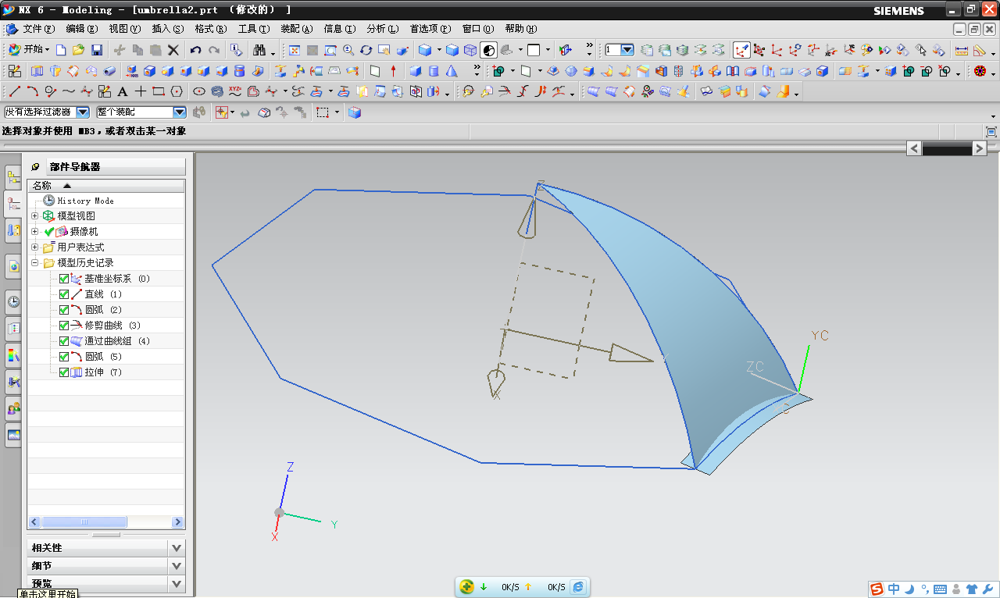 NX 6 - Modeling - [umbrella2.prt （修改的） ]
SIEMENS
文件(F) 编辑(E) 视图(V) 插入(S) 格式(R) 工具(T) 装配(A) 信息(I) 分析(L) 首选项(P) 窗口(O) 帮助(H)
开始
1
没有选择过滤器 整个装配
选择对象并使用 MB3，或者双击某一对象
部件导航器
名称
History Mode
模型视图
摄像机
用户表达式
模型历史记录
基准坐标系 (0)
直线 (1)
圆弧 (2)
修剪曲线 (3)
通过曲线组 (4)
圆弧 (5)
拉伸 (7)
相关性
细节
预览
单击这里开始
Z
X
YC
ZC
Z
Y
X
0K/S 0K/S
中